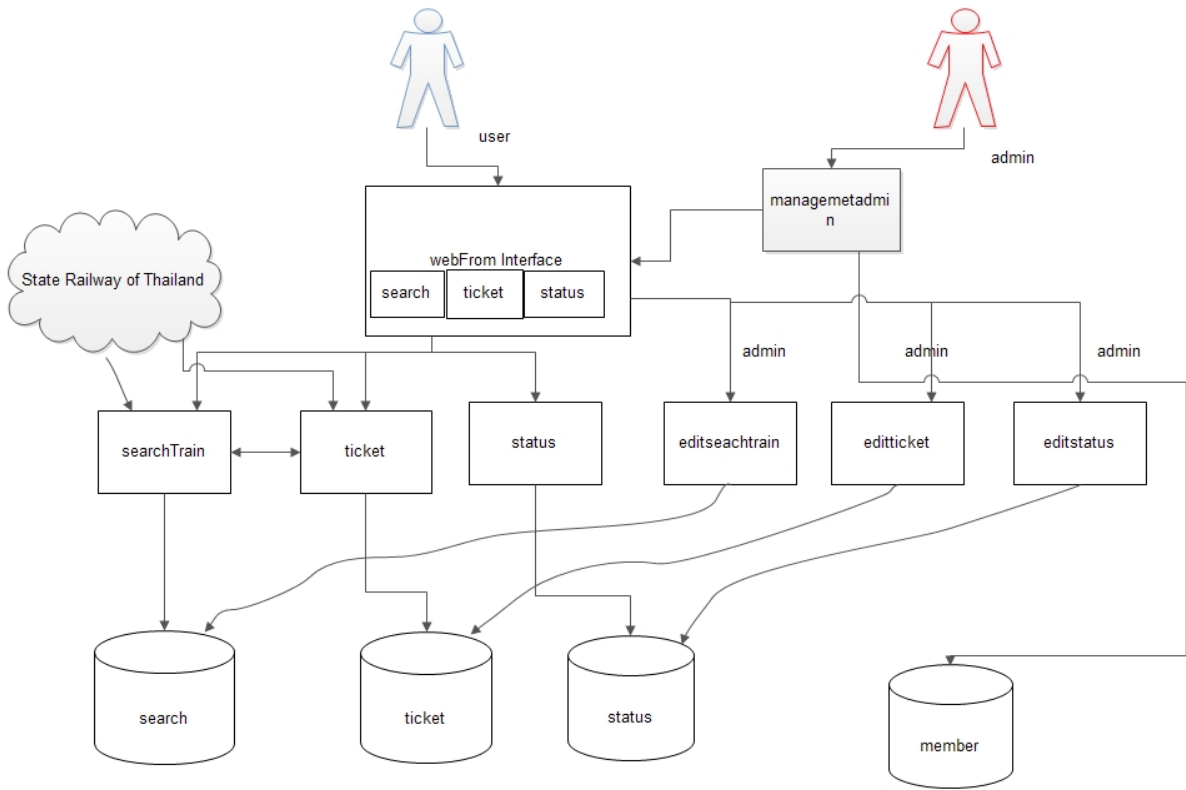 user
admin
managemetadmi
n
State Railway of Thailand
webFrom Interface
search
ticket
status
admin
admin
admin
searchTrain
ticket
status
editseachtrain
editticket
editstatus
search
ticket
status
member